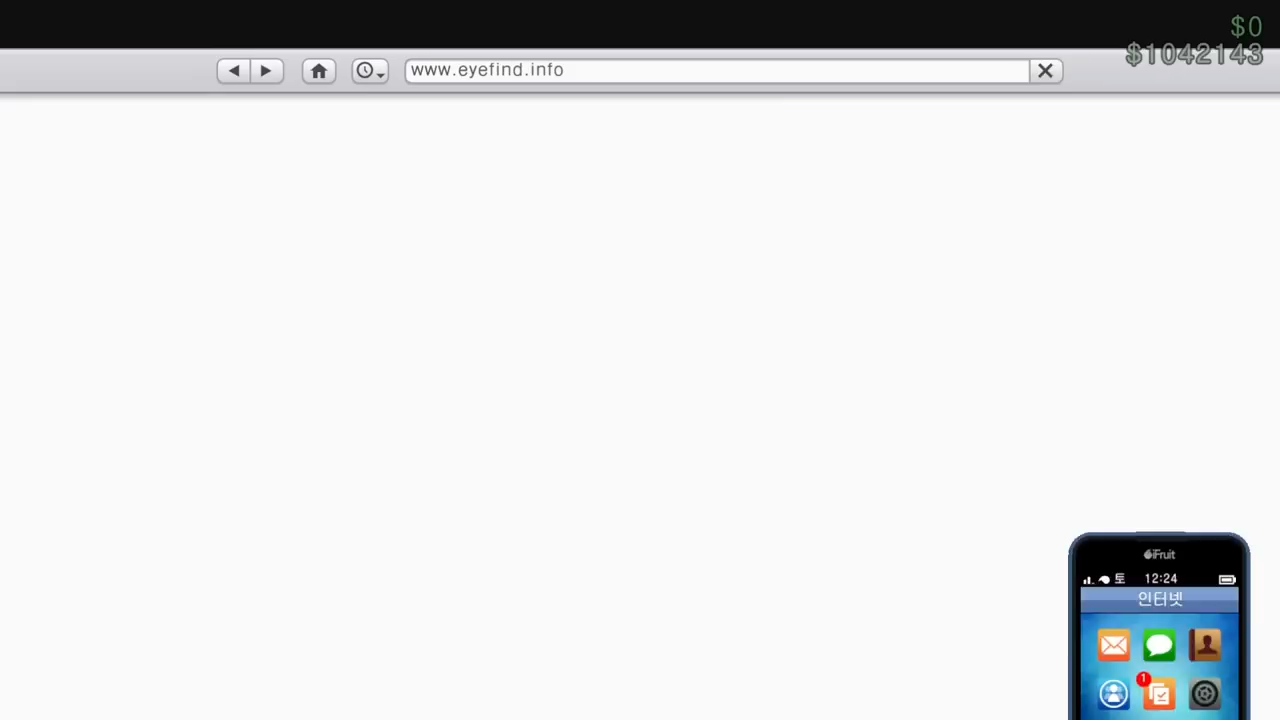 $0
$1042143
www.eyefind.info
iFruit
토 12:24
인터넷
1